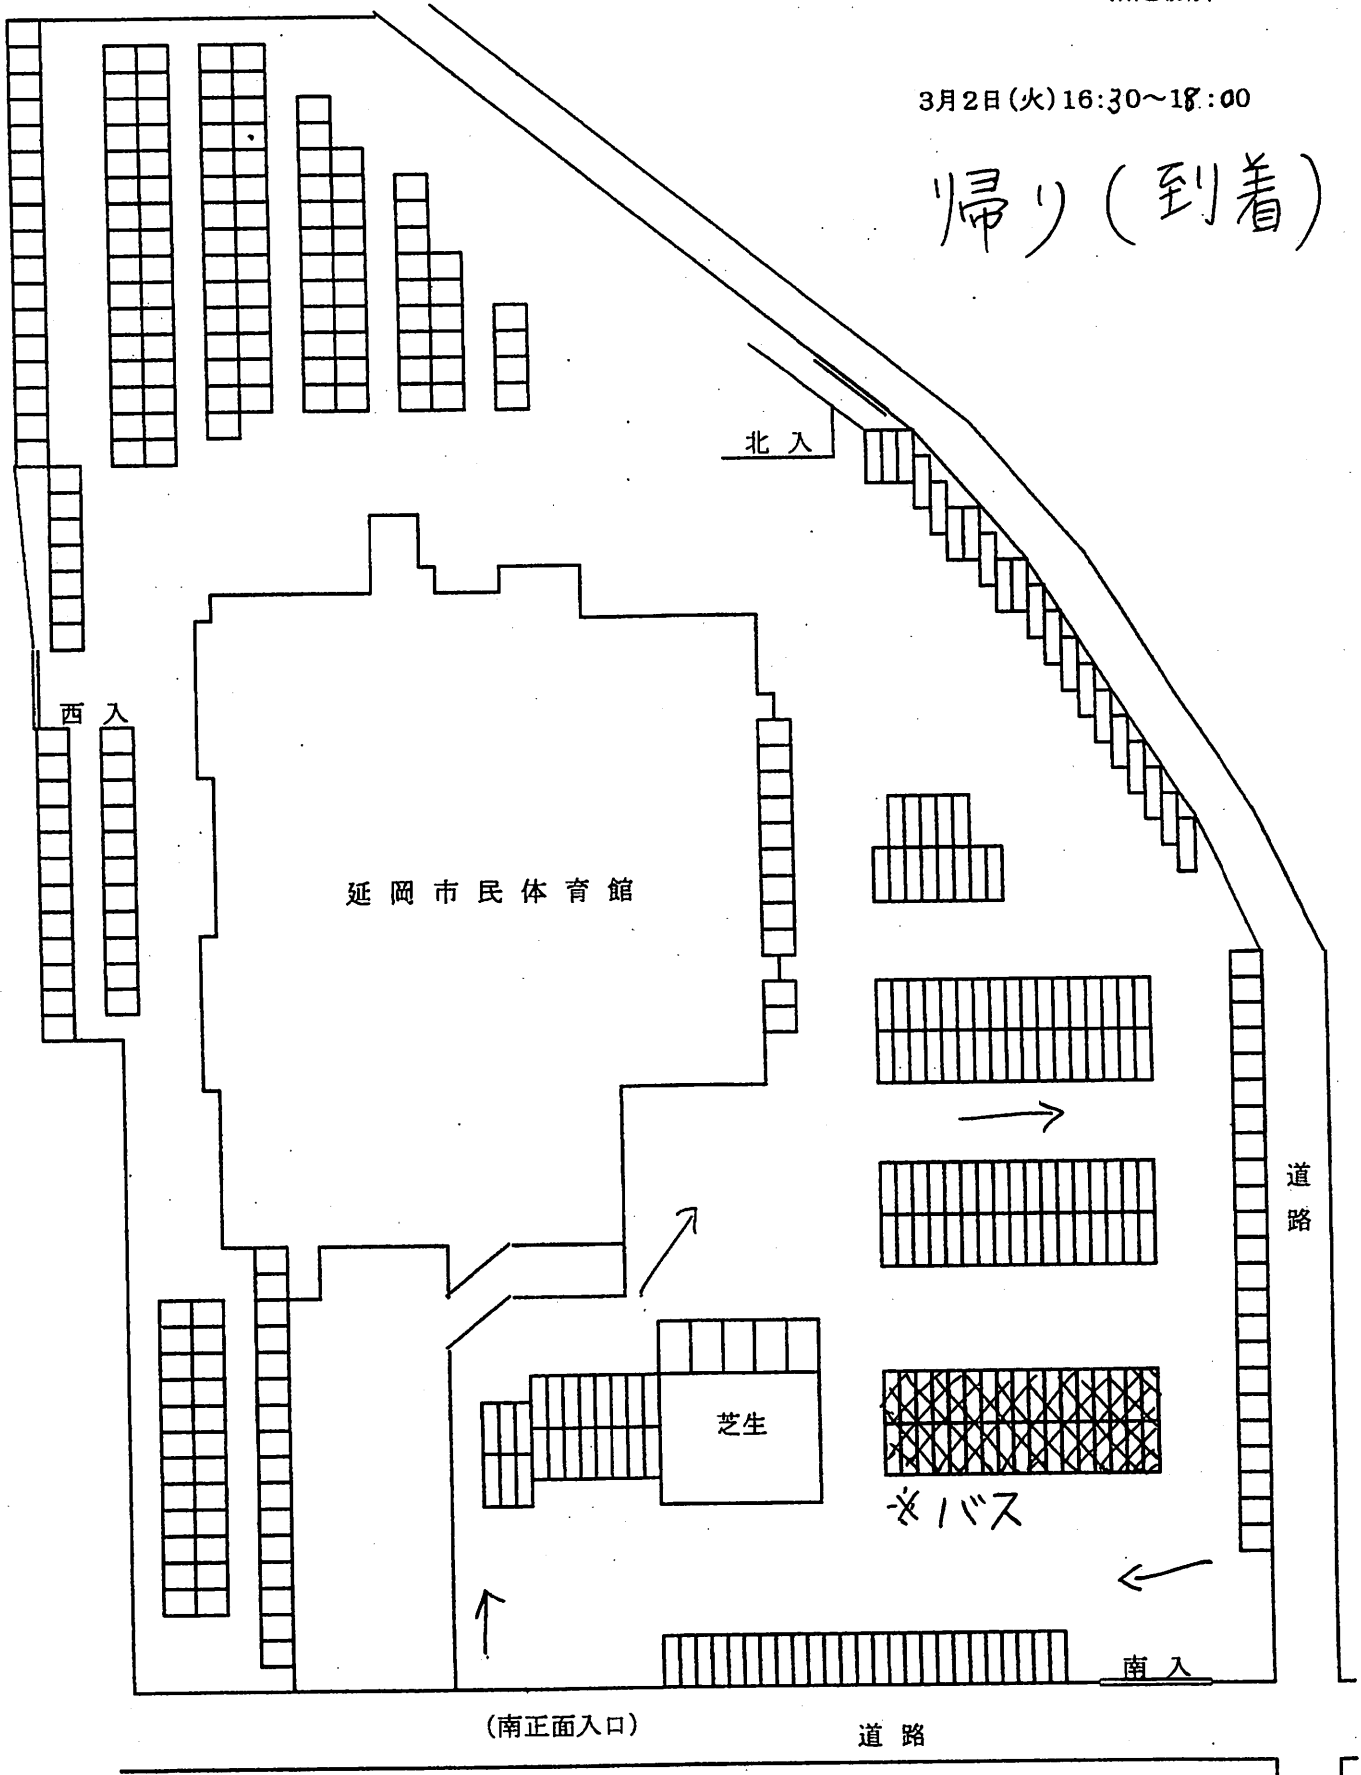 3月2日(火)16:30~18:00
帰り(到着)
北 入
西 入
延 岡 市 民 体 育 館
道
路
芝生
※バス
南 入
(南正面入口)
道 路